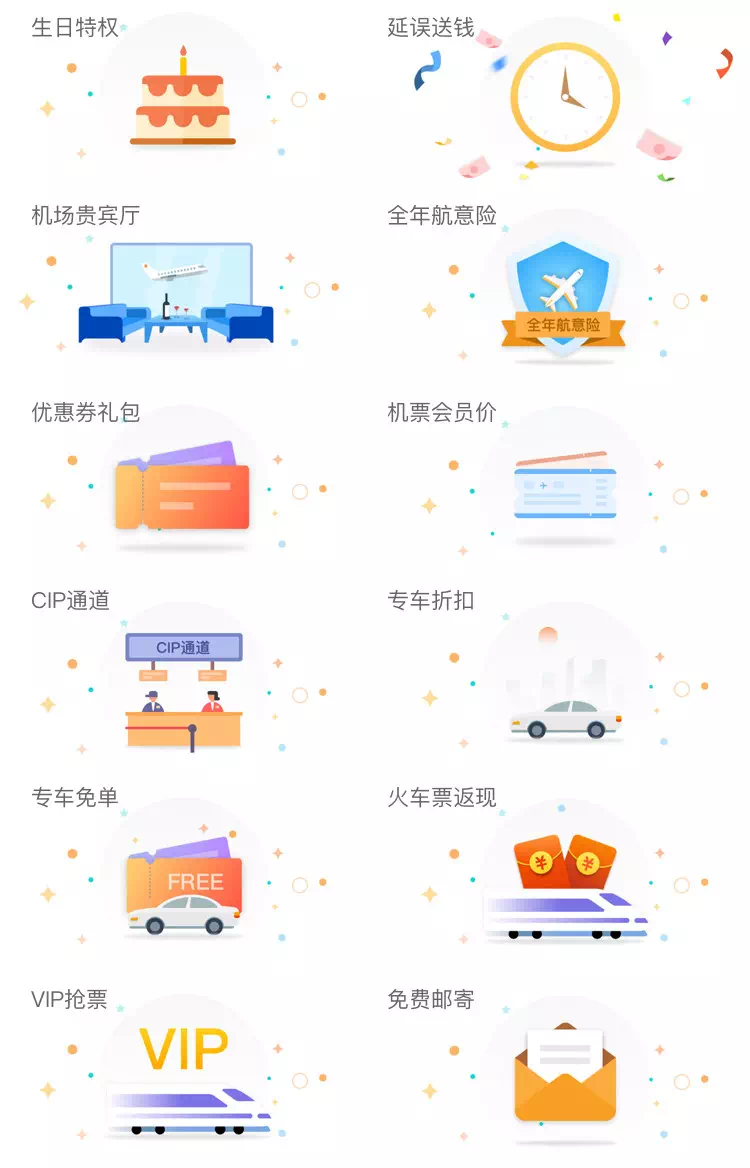 生日特权
延误送钱
机场贵宾厅
全年航意险
全年航意险
优惠券礼包
机票会员价
CIP通道
CIP通道
专车折扣
专车免单
FREE
火车票返现
¥ ¥
VIP抢票
VIP
免费邮寄